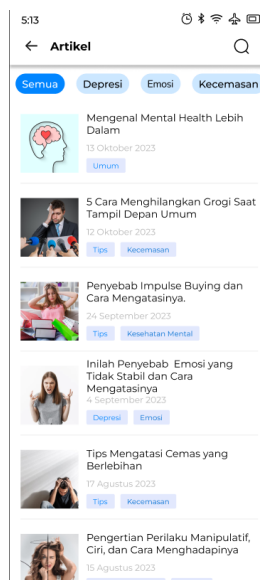 5:13
Artikel
Semua
Depresi
Emosi
Kecemasan
Mengenal Mental Health Lebih
Dalam
13 Oktober 2023
Umum
5 Cara Menghilangkan Grogi Saat
Tampil Depan Umum
12 Oktober 2023
Tips
Kecemasan
Penyebab Impulse Buying dan
Cara Mengatasinya.
24 September 2023
Tips
Kesehatan Mental
Inilah Penyebab Emosi yang
Tidak Stabil dan Cara
Mengatasinya
4 September 2023
Depresi
Emosi
Tips Mengatasi Cemas yang
Berlebihan
17 Agustus 2023
Tips
Kecemasan
Pengertian Perilaku Manipulatif,
Ciri, dan Cara Menghadapinya
15 Agustus 2023